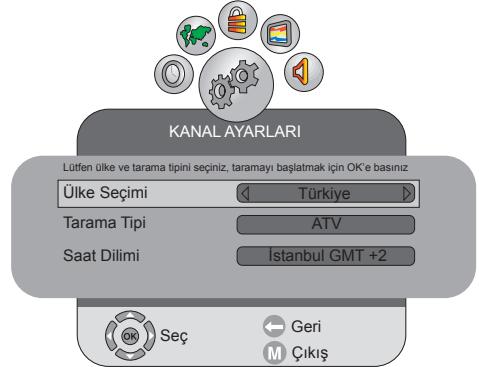 KANAL AYARLARI
Lütfen ülke ve tarama tipini seçiniz, taramayı başlatmak için OK'e basınız
Ülke Seçimi Türkiye
Tarama Tipi ATV
Saat Dilimi İstanbul GMT +2
OK Seç Geri
M Çıkış